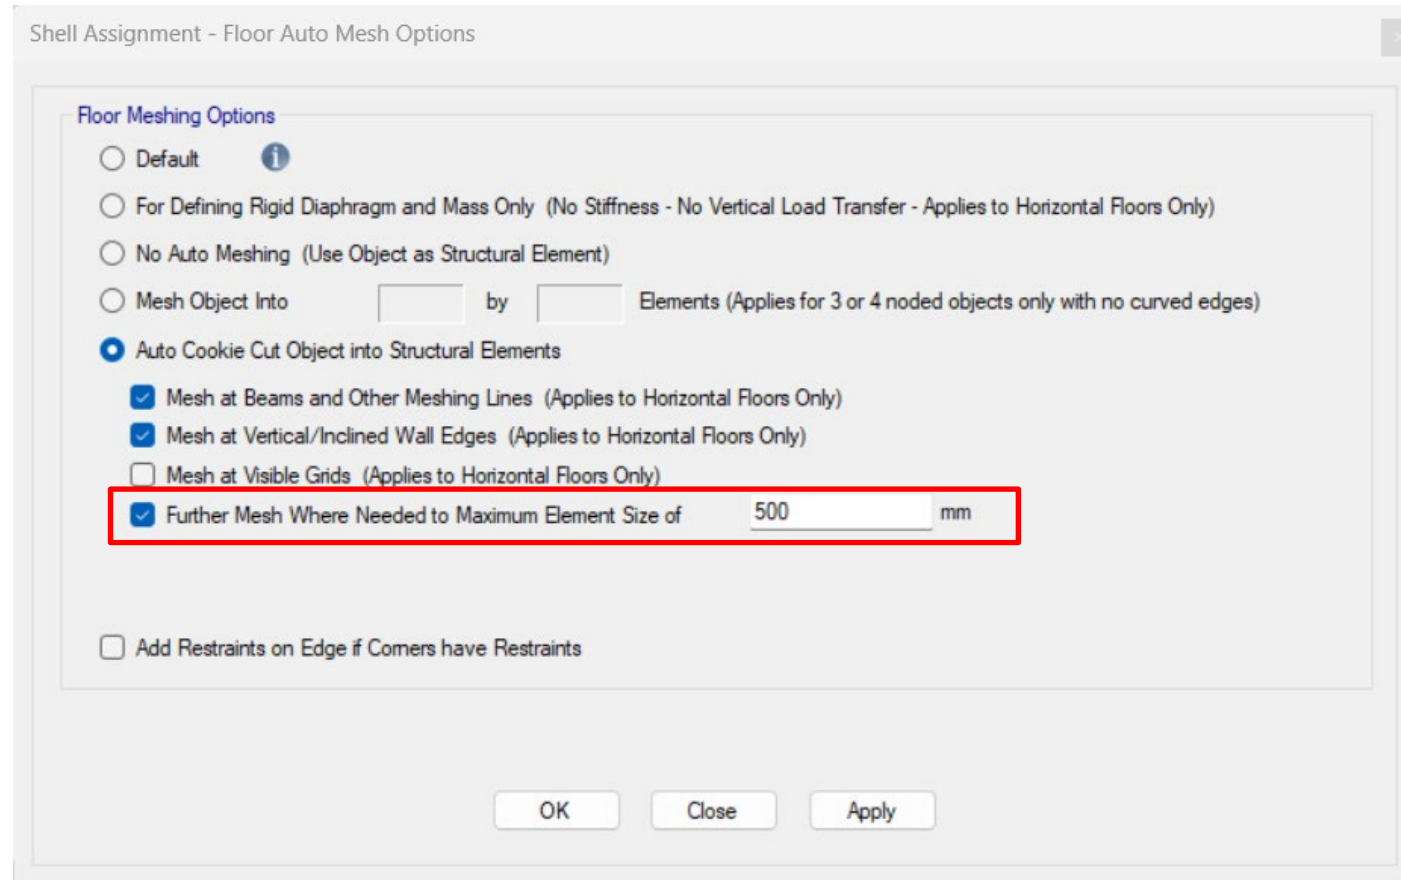 Shell Assignment - Floor Auto Mesh Options
Floor Meshing Options
Default
For Defining Rigid Diaphragm and Mass Only (No Stiffness - No Vertical Load Transfer - Applies to Horizontal Floors Only)
No Auto Meshing (Use Object as Structural Element)
Mesh Object Into by Elements (Applies for 3 or 4 noded objects only with no curved edges)
Auto Cookie Cut Object into Structural Elements
Mesh at Beams and Other Meshing Lines (Applies to Horizontal Floors Only)
Mesh at Vertical/Inclined Wall Edges (Applies to Horizontal Floors Only)
Mesh at Visible Grids (Applies to Horizontal Floors Only)
Further Mesh Where Needed to Maximum Element Size of 500 mm
Add Restraints on Edge if Corners have Restraints
OK Close Apply